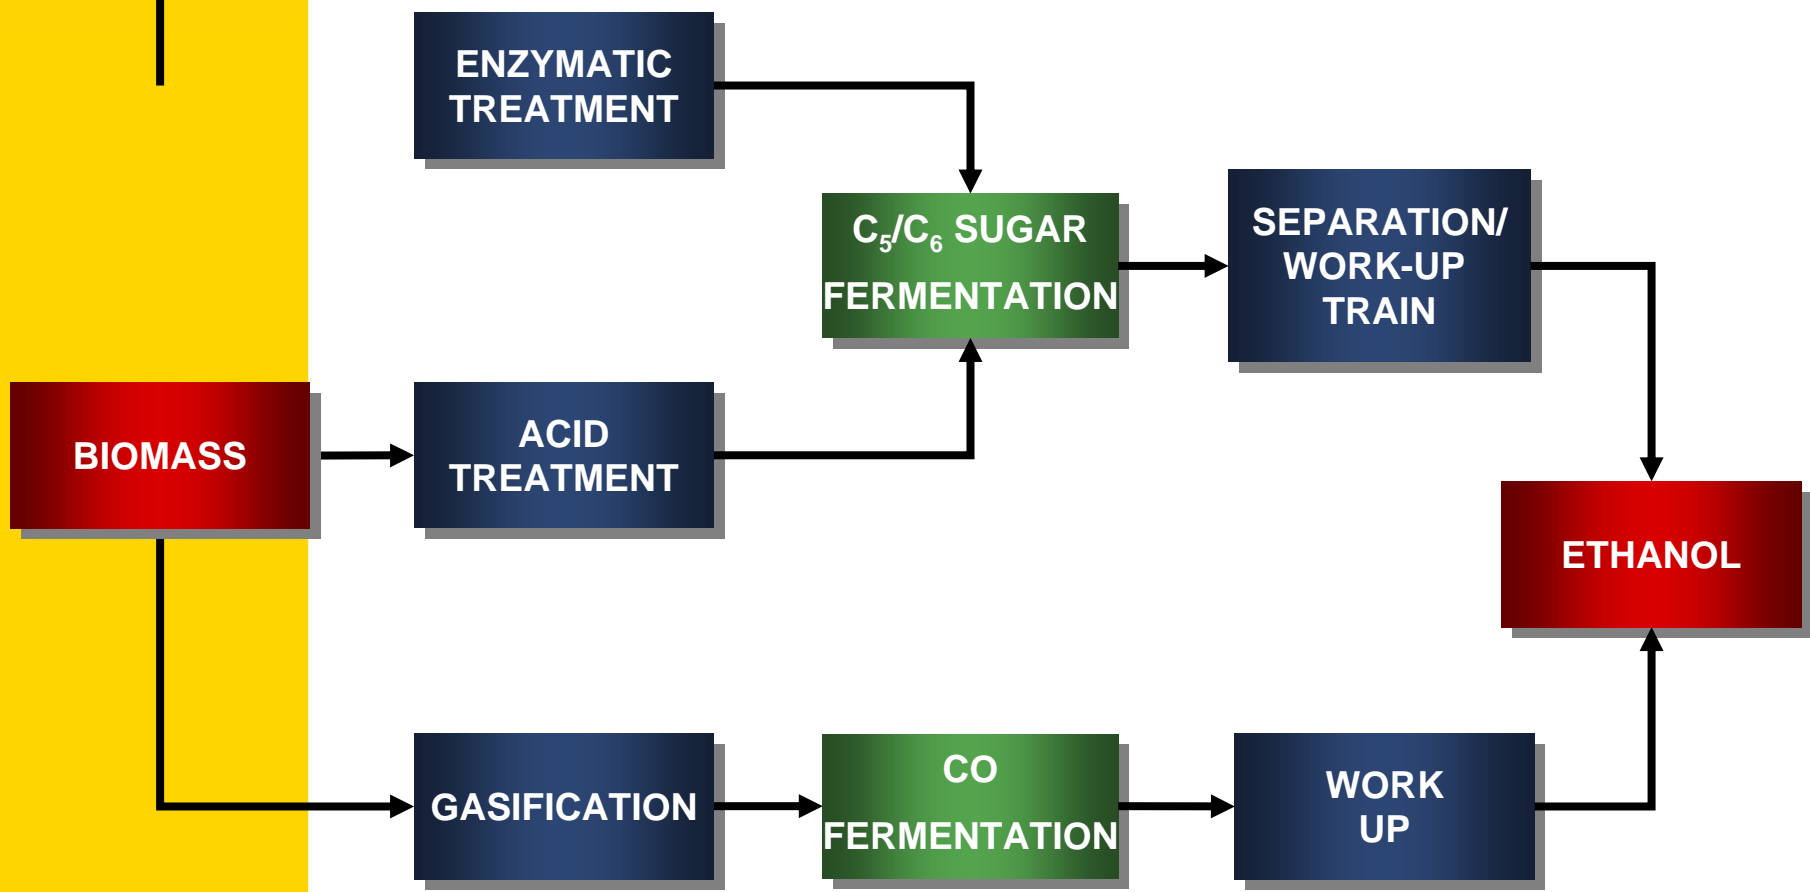 ENZYMATIC
TREATMENT
C5/C6 SUGAR
FERMENTATION
SEPARATION/
WORK-UP
TRAIN
BIOMASS
ACID
TREATMENT
ETHANOL
GASIFICATION
CO
FERMENTATION
WORK
UP